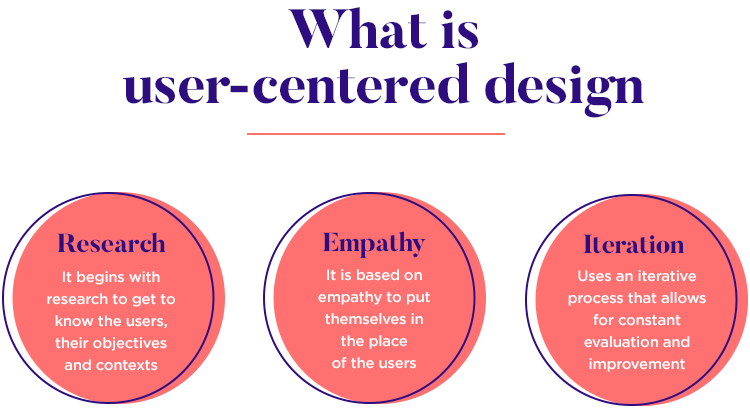 What is
user-centered design
Research
It begins with
research to get to
know the users,
their objectives
and contexts
Empathy
It is based on
empathy to put
themselves in
the place
of the users
Iteration
Uses an iterative
process that allows
for constant
evaluation and
improvement